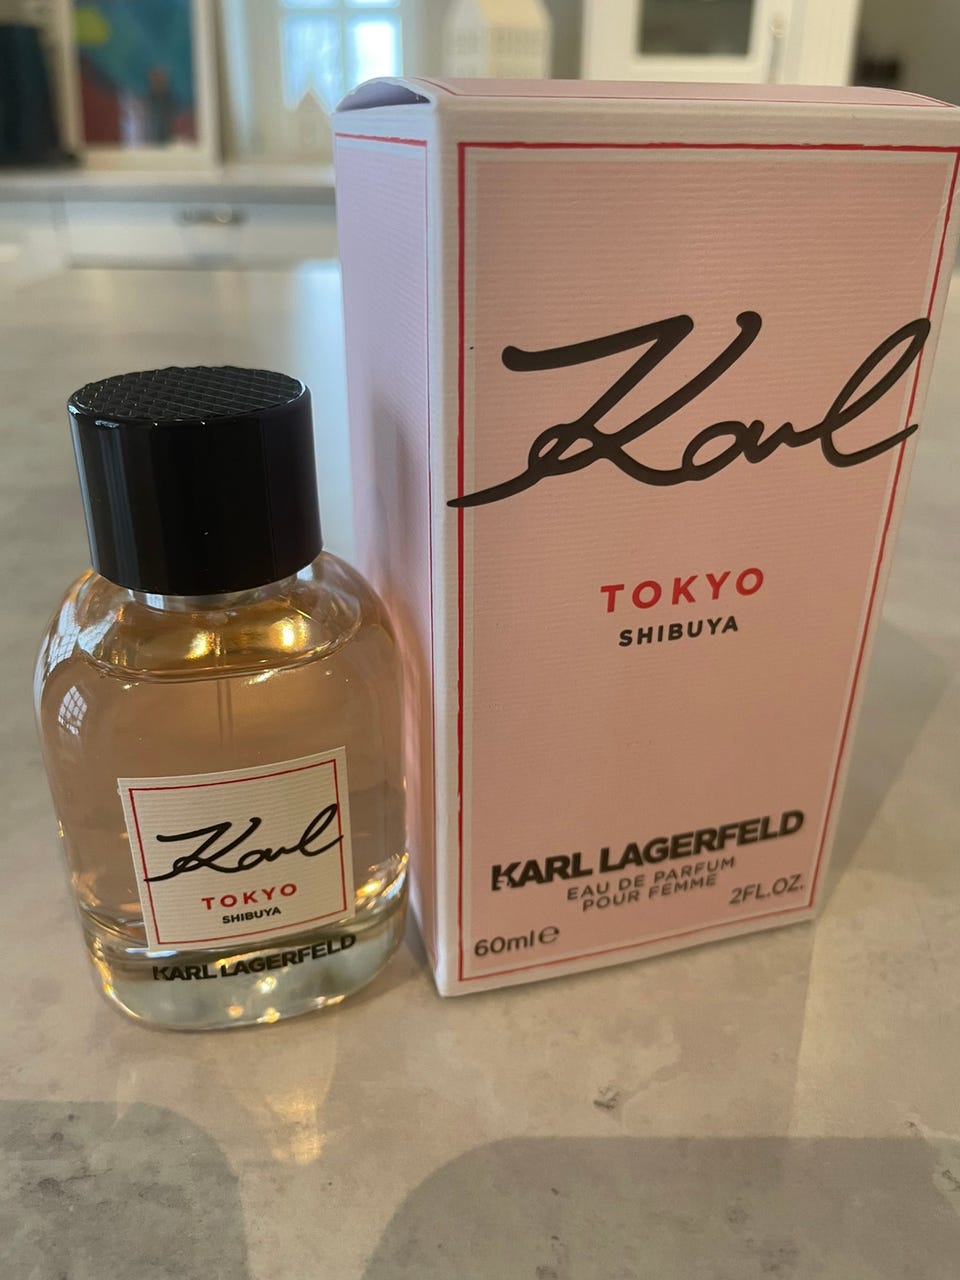 Karl
TOKYO
SHIBUYA
KARL LAGERFELD
EAU DE PARFUM
POUR FEMME
60ml ℮
2FL.OZ.
Karl
TOKYO
SHIBUYA
KARL LAGERFELD